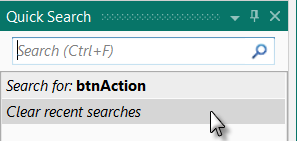 Quick Search
Search (Ctrl+F)
Search for: btnAction
Clear recent searches